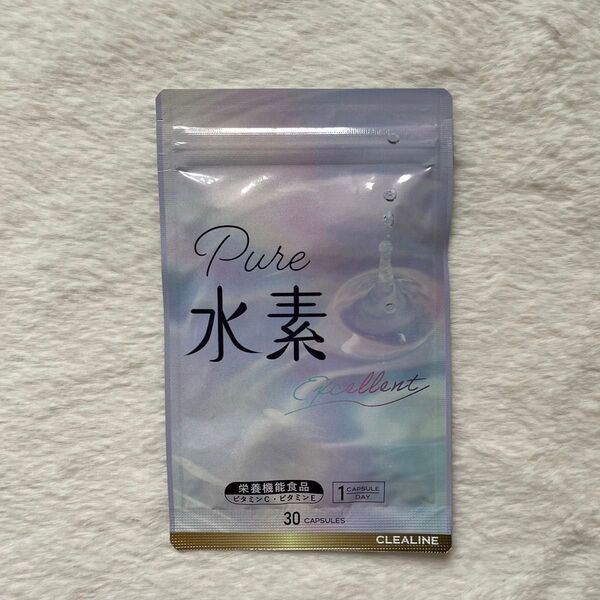 Pure
水素
Excellent
栄養機能食品
ビタミンC・ビタミンE
1 CAPSULE
DAY
30 CAPSULES
CLEALINE